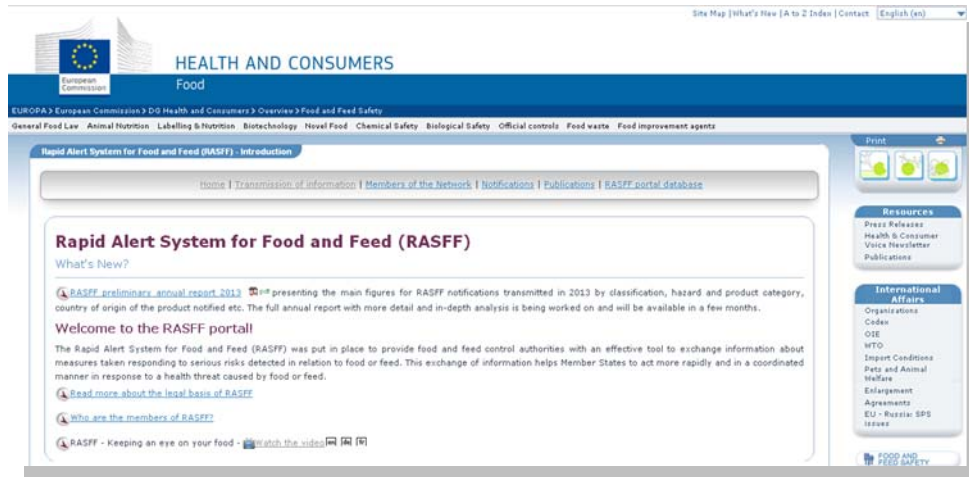 Site Map | What's New | A to Z Index | Contact English (en)
HEALTH AND CONSUMERS
European
Commission
Food
EUROPA > European Commission > DG Health and Consumers > Overview > Food and Feed Safety
General Food Law Animal Nutrition Labelling & Nutrition Biotechnology Novel Food Chemical Safety Biological Safety Official controls Food waste Food improvement agents
Print
Rapid Alert System for Food and Feed (RASFF) - Introduction
Home | Transmission of information | Members of the Network | Notifications | Publications | RASFF portal database
Rapid Alert System for Food and Feed (RASFF)
What's New?
RASFF preliminary annual report 2013 presenting the main figures for RASFF notifications transmitted in 2013 by classification, hazard and product category,
country of origin of the product notified etc. The full annual report with more detail and in-depth analysis is being worked on and will be available in a few months.
Welcome to the RASFF portal!
The Rapid Alert System for Food and Feed (RASFF) was put in place to provide food and feed control authorities with an effective tool to exchange information about
measures taken responding to serious risks detected in relation to food or feed. This exchange of information helps Member States to act more rapidly and in a coordinated
manner in response to a health threat caused by food or feed.
Read more about the legal basis of RASFF
Who are the members of RASFF?
RASFF - Keeping an eye on your food - Watch the video
Resources
Press Releases
Health & Consumer
Voice Newsletter
Publications
International
Affairs
Organisations
Codex
OIE
WTO
Import Conditions
Pets and Animal
Welfare
Enlargement
Agreements
EU - Russia: SPS
issues
FOOD AND
FEED SAFETY